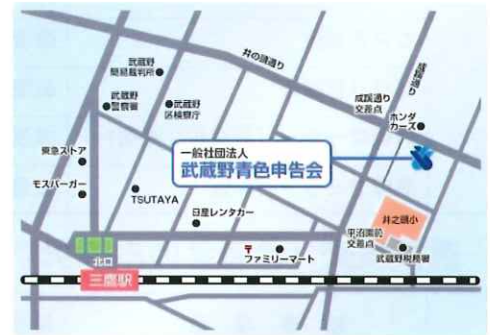 井の頭通り
成蹊通り
武蔵野
簡易裁判所
武蔵野
警察署
武蔵野
区検察庁
成蹊通り
交差点
ホンダ
カーズ
東急ストア
モスバーガー
一般社団法人
武蔵野青色申告会
TSUTAYA
日産レンタカー
井之頭小
〒
ファミリーマート
交差点
武蔵野税務署
北口
三鷹駅